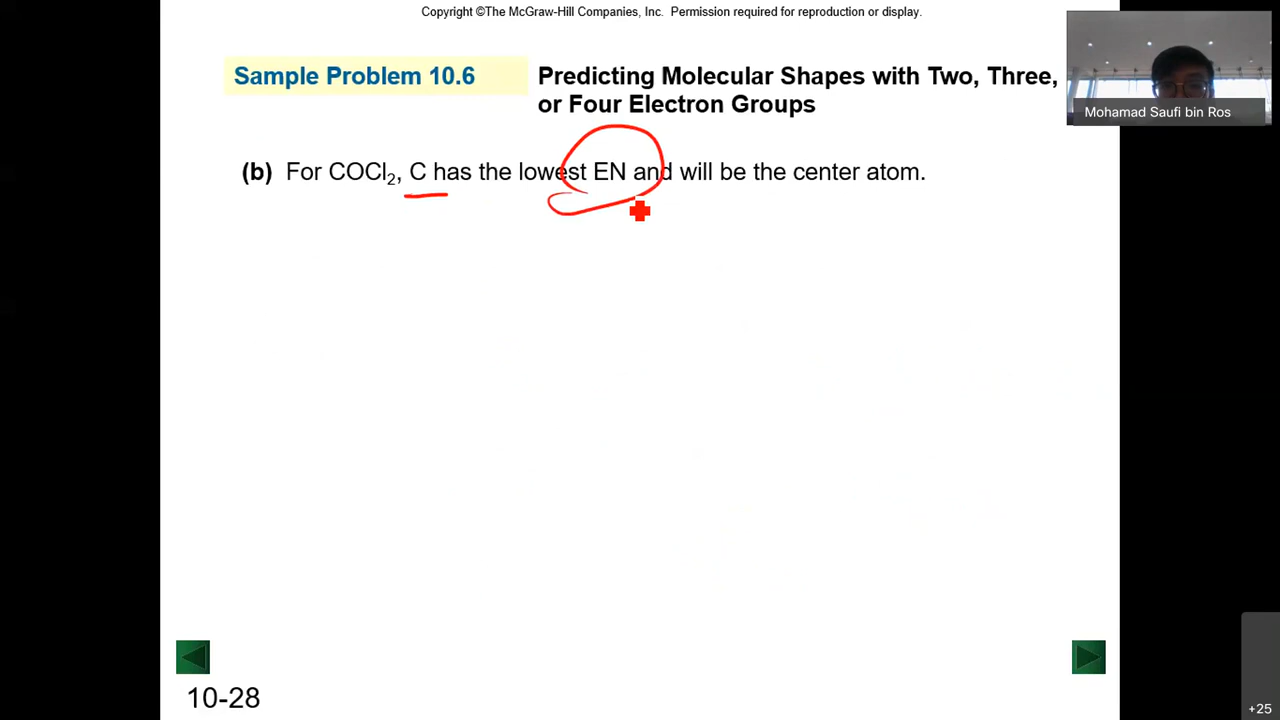 Copyright ©The McGraw-Hill Companies, Inc. Permission required for reproduction or display.
Sample Problem 10.6
Predicting Molecular Shapes with Two, Three,
or Four Electron Groups
Mohamad Saufi bin Ros
(b) For COCl₂, C has the lowest EN and will be the center atom.
10-28
+25